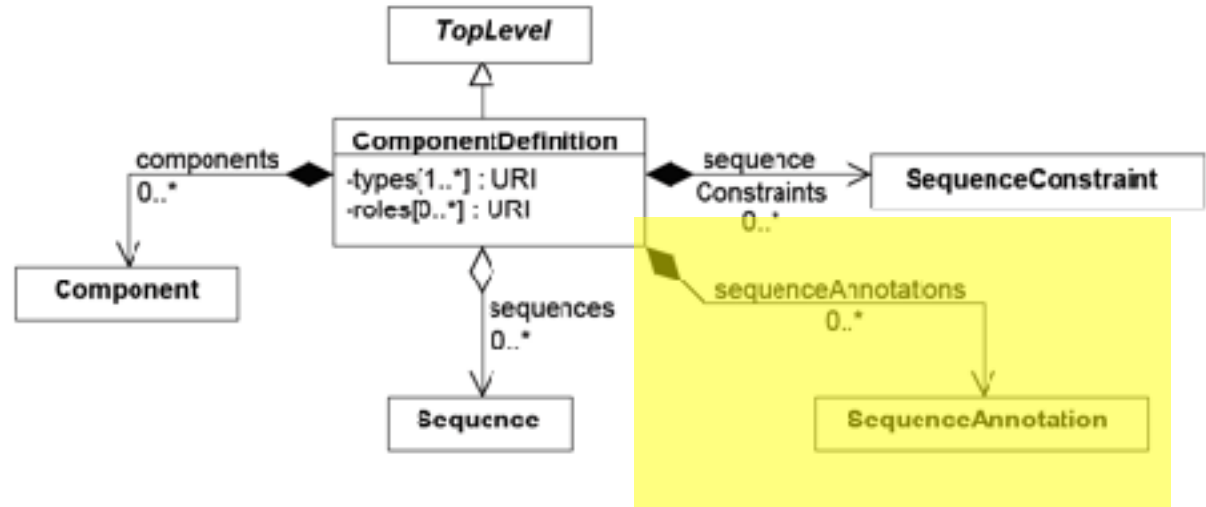 TopLevel
ComponentDefinition
-types[1..*] : URI
-roles[0..*] : URI
components
0..*
sequence
Constraints
0..*
SequenceConstraint
Component
sequences
0..*
sequenceAnnotations
0..*
Sequence
SequenceAnnotation